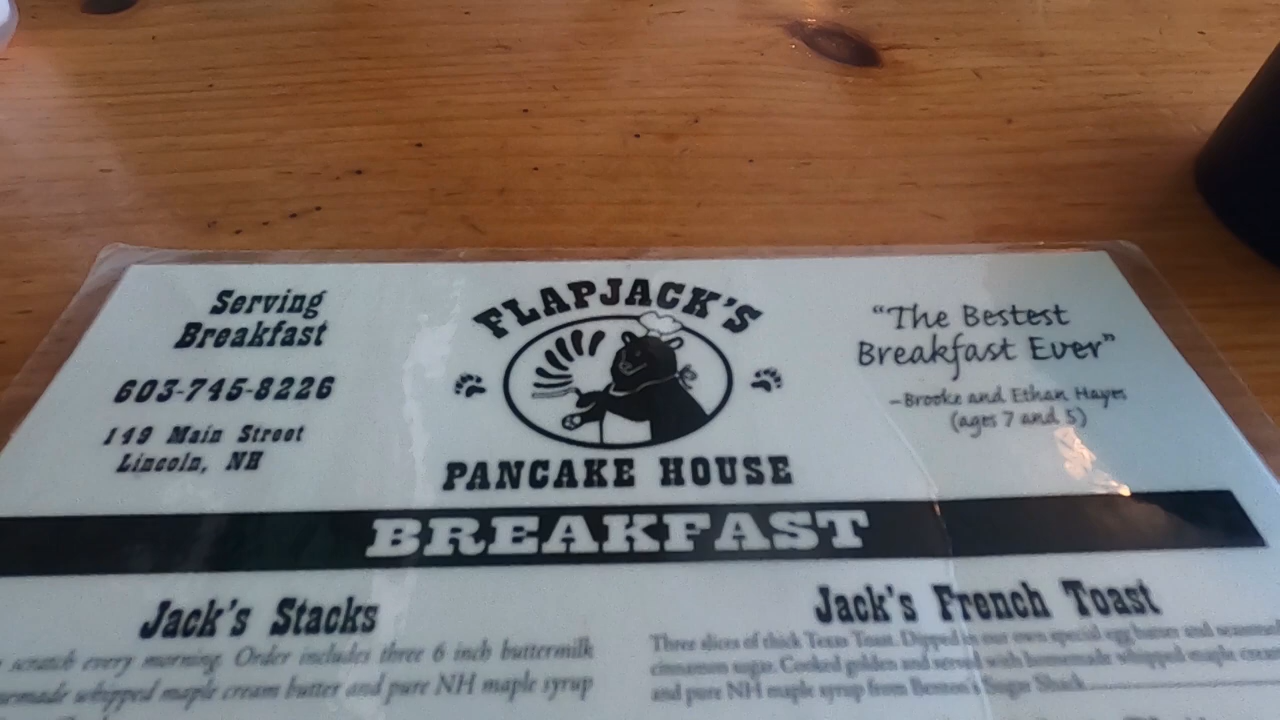 Serving
Breakfast
603-745-8226
149 Main Street
Lincoln, NH
FLAPJACK'S
PANCAKE HOUSE
"The Bestest
Breakfast Ever"
-Brooke and Ethan Hayes
(ages 7 and 5)
BREAKFAST
Jack's Stacks
scratch every morning. Order includes three 6 inch buttermilk
whipped maple cream butter and pure NH maple syrup
Jack's French Toast
Three slices of thick Texas Toast. Dipped in our own special egg batter and
cinnamon sugar. Cooked golden and served with homemade whipped maple cream
and pure NH maple syrup from Benton's Sugar Shack